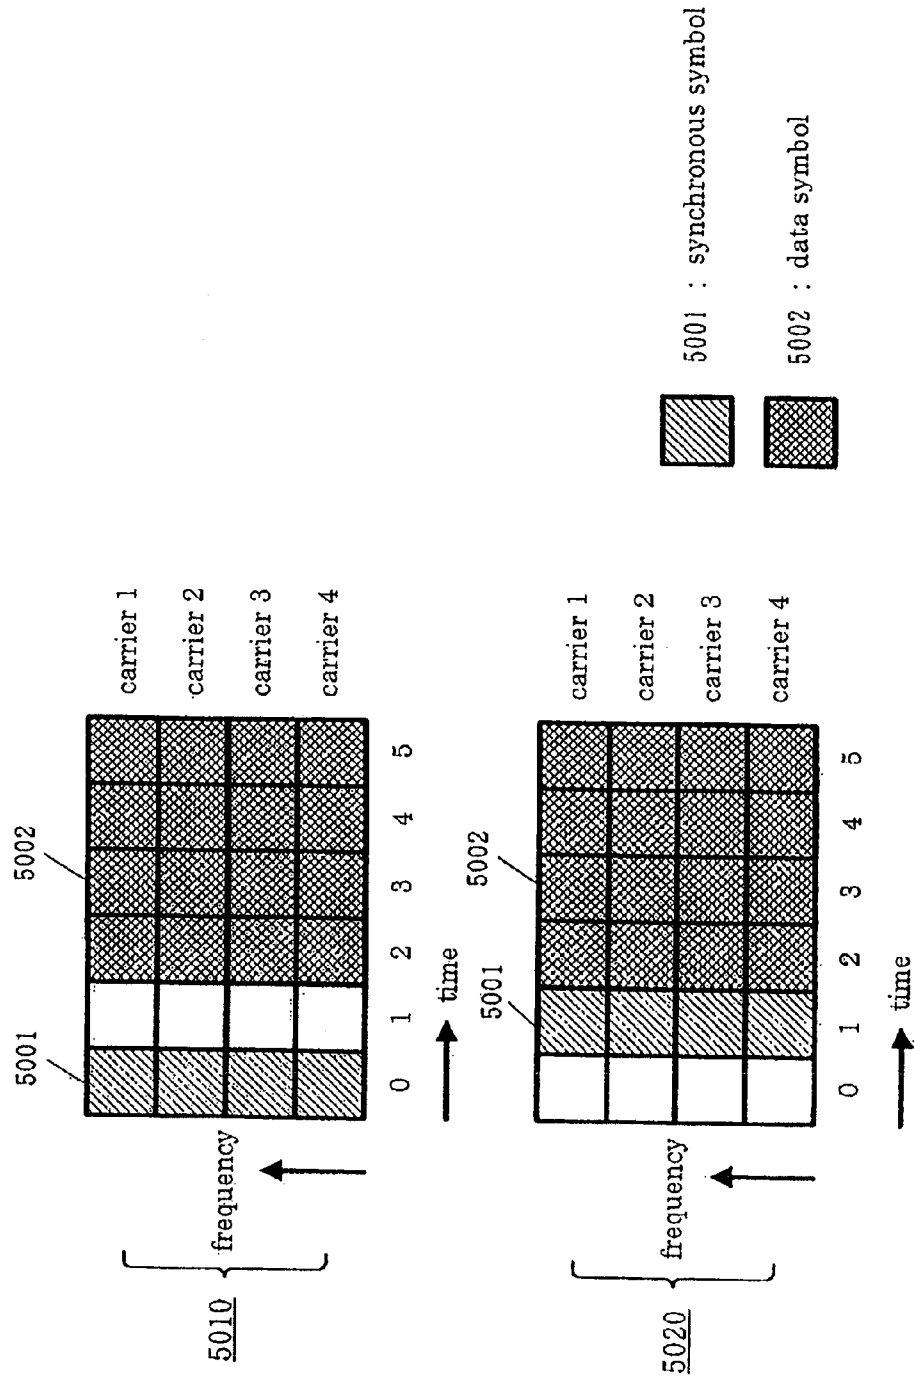 5010
frequency
5001
5002
carrier 1
carrier 2
carrier 3
carrier 4
0 1 2 3 4 5
time
5020
frequency
5001
5002
carrier 1
carrier 2
carrier 3
carrier 4
0 1 2 3 4 5
time
5001 : synchronous symbol
5002 : data symbol